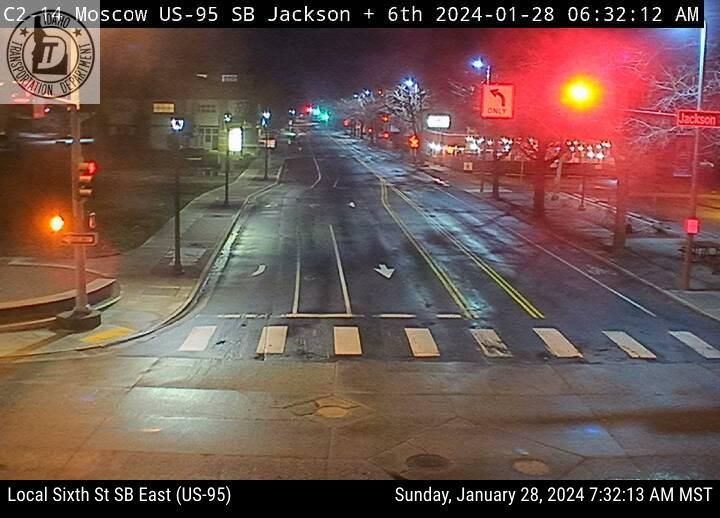 C2 14 Moscow US-95 SB Jackson + 6th 2024-01-28 06:32:12 AM
IDAHO
TRANSPORTATION DEPARTMENT
ONLY
Jackson
Local Sixth St SB East (US-95)
Sunday, January 28, 2024 7:32:13 AM MST